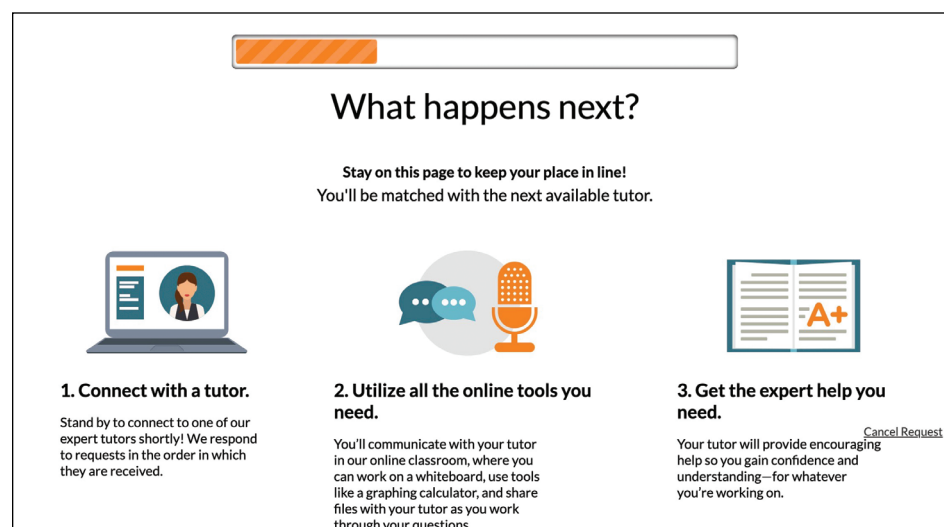 What happens next?
Stay on this page to keep your place in line!
You'll be matched with the next available tutor.
1. Connect with a tutor.
Stand by to connect to one of our
expert tutors shortly! We respond
to requests in the order in which
they are received.
2. Utilize all the online tools you
need.
You'll communicate with your tutor
in our online classroom, where you
can work on a whiteboard, use tools
like a graphing calculator, and share
files with your tutor as you work
through your questions.
A+
3. Get the expert help you
need.
Your tutor will provide encouraging
help so you gain confidence and
understanding—for whatever
you're working on.
Cancel Request